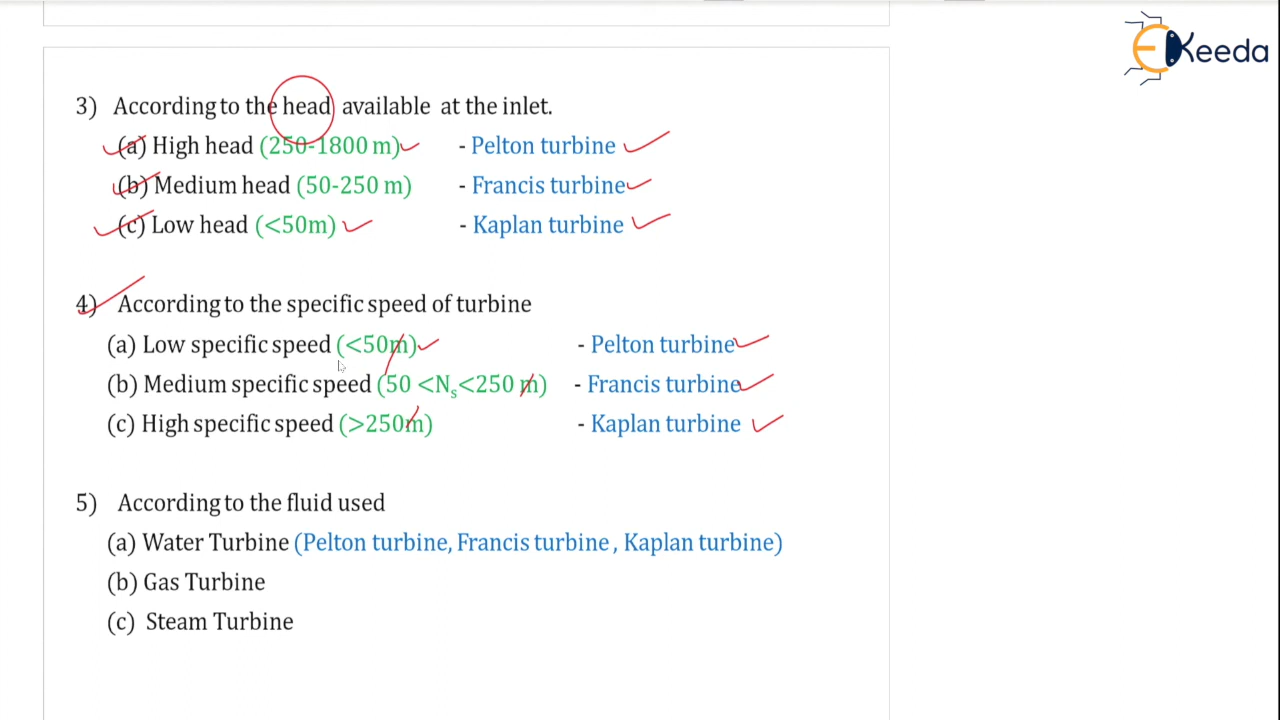 EKeeda
3) According to the head available at the inlet.
(a) High head (250-1800 m) - Pelton turbine
(b) Medium head (50-250 m) - Francis turbine
(c) Low head (<50m) - Kaplan turbine
4) According to the specific speed of turbine
(a) Low specific speed (<50m) - Pelton turbine
(b) Medium specific speed (50 <Ns<250 m) - Francis turbine
(c) High specific speed (>250m) - Kaplan turbine
5) According to the fluid used
(a) Water Turbine (Pelton turbine, Francis turbine , Kaplan turbine)
(b) Gas Turbine
(c) Steam Turbine